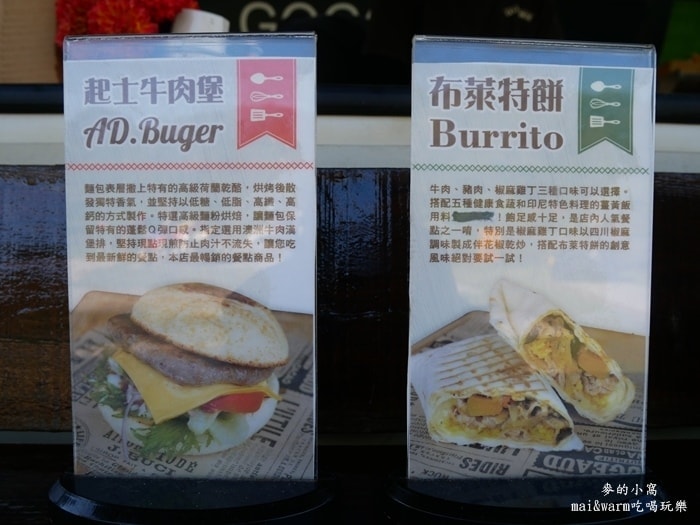 GOO
起士牛肉堡
AD.Buger
麵包表層撒上特有的高級荷蘭乾酪，烘烤後散
發獨特香氣，並堅持以低糖、低脂、高纖、高
鈣的方式製作。特選高級麵粉烘焙，讓麵包保
留特有的蓬鬆Q彈口感。指定選用澳洲牛肉漢
堡排，堅持現點現煎防止肉汁不流失，讓您吃
到最新鮮的餐點，本店最暢銷的餐點商品！
布萊特餅
Burrito
牛肉、豬肉、椒麻雞丁三種口味可以選擇。
搭配五種健康食蔬和印尼特色料理的薑黃飯
用料！飽足感十足，是店內人氣餐
點之一唷，特別是椒麻雞丁口味以四川椒麻
調味製成伴花椒乾炒，搭配布萊特餅的創意
風味絕對要試一試！
RIDES
麥的小窩
mai&warm吃喝玩樂